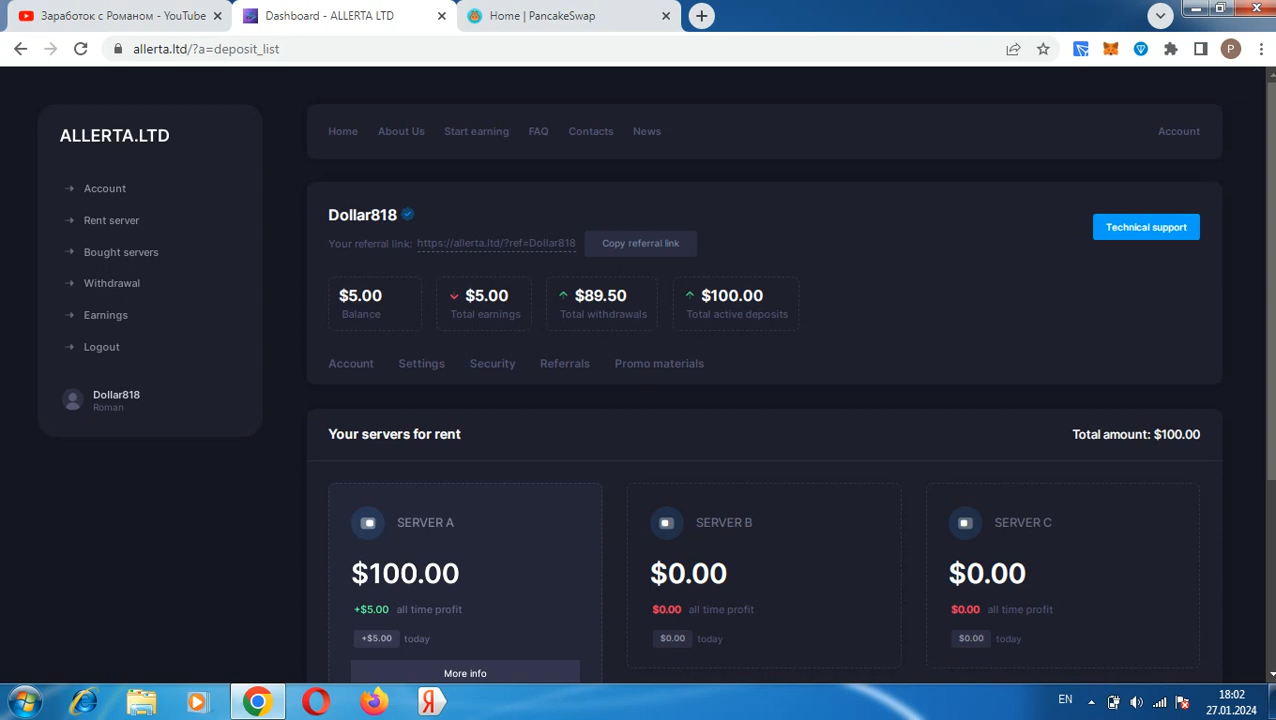 Заработок с Романом - YouTube
Dashboard - ALLERTA LTD
Home | PancakeSwap
allerta.ltd/?a=deposit_list
P
ALLERTA.LTD
Account
Rent server
Bought servers
Withdrawal
Earnings
Logout
Dollar818
Roman
Home About Us Start earning FAQ Contacts News Account
Dollar818
Your referral link: https://allerta.ltd/?ref=Dollar818 Copy referral link
Technical support
$5.00 $5.00 $89.50 $100.00
Balance Total earnings Total withdrawals Total active deposits
Account Settings Security Referrals Promo materials
Your servers for rent Total amount: $100.00
SERVER A SERVER B SERVER C
$100.00 $0.00 $0.00
+$5.00 all time profit $0.00 all time profit $0.00 all time profit
+$5.00 today $0.00 today $0.00 today
More info
EN
18:02
27.01.2024